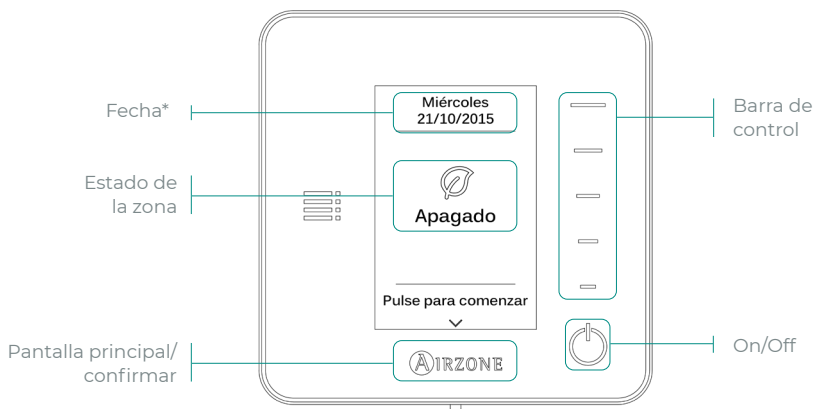 Fecha*
Miércoles
21/10/2015
Barra de
control
Estado de
la zona
Apagado
Pulse para comenzar
Pantalla principal/
confirmar
AIRZONE
On/Off